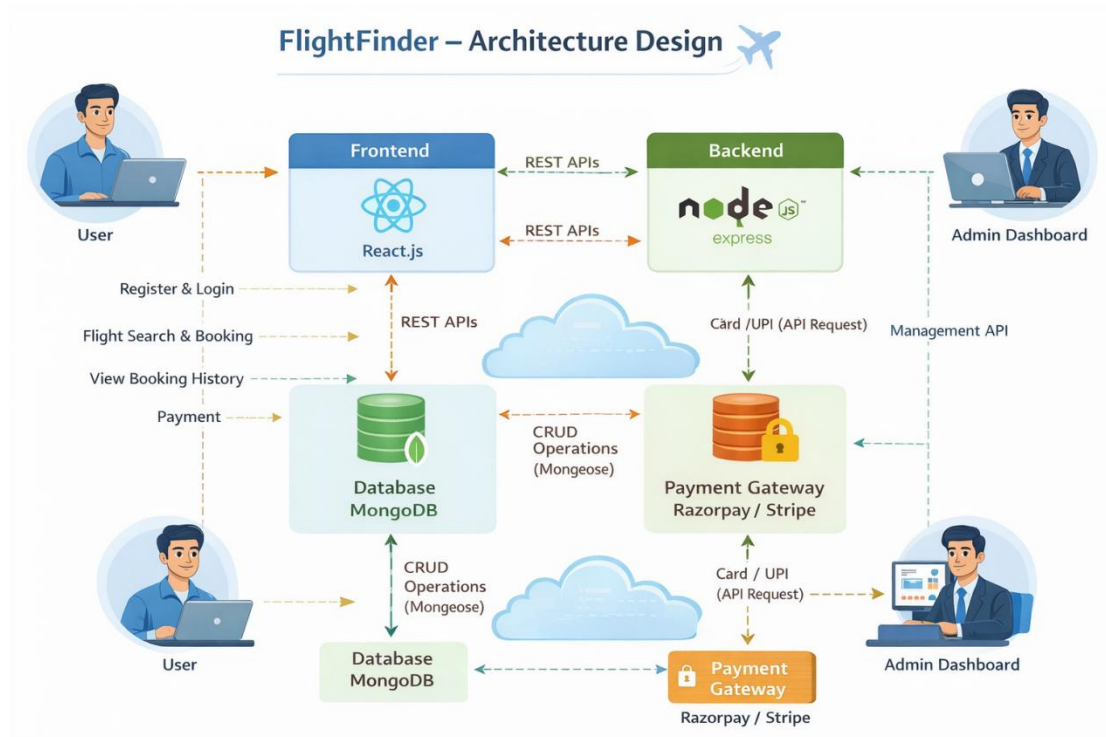 FlightFinder – Architecture Design
Frontend
REST APIs
Backend
React.js
REST APIs
node JS
express
User
Admin Dashboard
Register & Login
Flight Search & Booking
View Booking History
Payment
REST APIs
Card /UPI (API Request)
Management API
Database
MongoDB
CRUD
Operations
(Mongeose)
Payment Gateway
Razorpay / Stripe
User
CRUD
Operations
(Mongeose)
Card / UPI
(API Request)
Admin Dashboard
Database
MongoDB
Payment
Gateway
Razorpay / Stripe